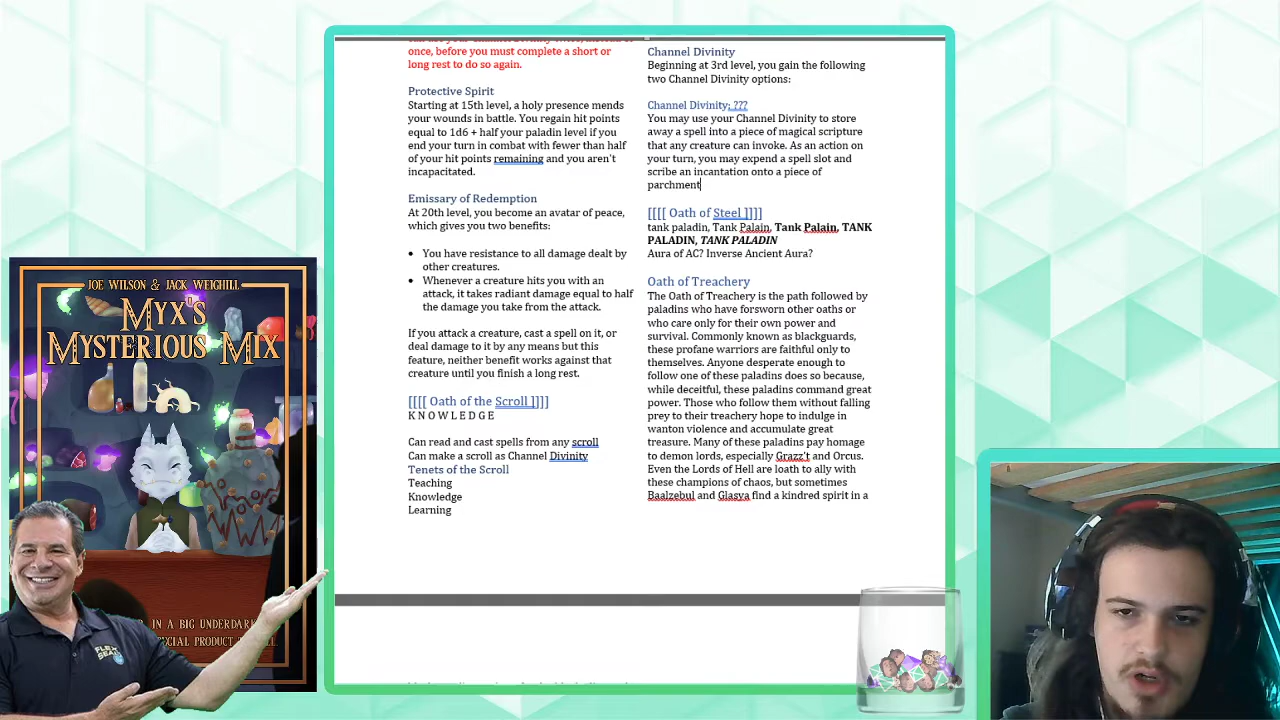 JOE WILSON & JACK WEIGHILL
MYX'S
MYSTERIOUS MIX
once, before you must complete a short or
long rest to do so again.
Protective Spirit
Starting at 15th level, a holy presence mends
your wounds in battle. You regain hit points
equal to 1d6 + half your paladin level if you
end your turn in combat with fewer than half
of your hit points remaining and you aren't
incapacitated.
Emissary of Redemption
At 20th level, you become an avatar of peace,
which gives you two benefits:
• You have resistance to all damage dealt by
other creatures.
• Whenever a creature hits you with an
attack, it takes radiant damage equal to half
the damage you take from the attack.
If you attack a creature, cast a spell on it, or
deal damage to it by any means but this
feature, neither benefit works against that
creature until you finish a long rest.
[[[[ Oath of the Scroll ]]]]
K N O W L E D G E
Can read and cast spells from any scroll
Can make a scroll as Channel Divinity
Tenets of the Scroll
Teaching
Knowledge
Learning
Channel Divinity
Beginning at 3rd level, you gain the following
two Channel Divinity options:
Channel Divinity: ???
You may use your Channel Divinity to store
away a spell into a piece of magical scripture
that any creature can invoke. As an action on
your turn, you may expend a spell slot and
scribe an incantation onto a piece of
parchment
[[[[ Oath of Steel ]]]]
tank paladin, Tank Palain, Tank Palain, TANK
PALADIN, TANK PALADIN
Aura of AC? Inverse Ancient Aura?
Oath of Treachery
The Oath of Treachery is the path followed by
paladins who have forsworn other oaths or
who care only for their own power and
survival. Commonly known as blackguards,
these profane warriors are faithful only to
themselves. Anyone desperate enough to
follow one of these paladins does so because,
while deceitful, these paladins command great
power. Those who follow them without falling
prey to their treachery hope to indulge in
wanton violence and accumulate great
treasure. Many of these paladins pay homage
to demon lords, especially Grazz't and Orcus.
Even the Lords of Hell are loath to ally with
these champions of chaos, but sometimes
Baalzebul and Glasya find a kindred spirit in a
IN A BIG UNDERDARK
PRODUCT
FLEX
SEAL